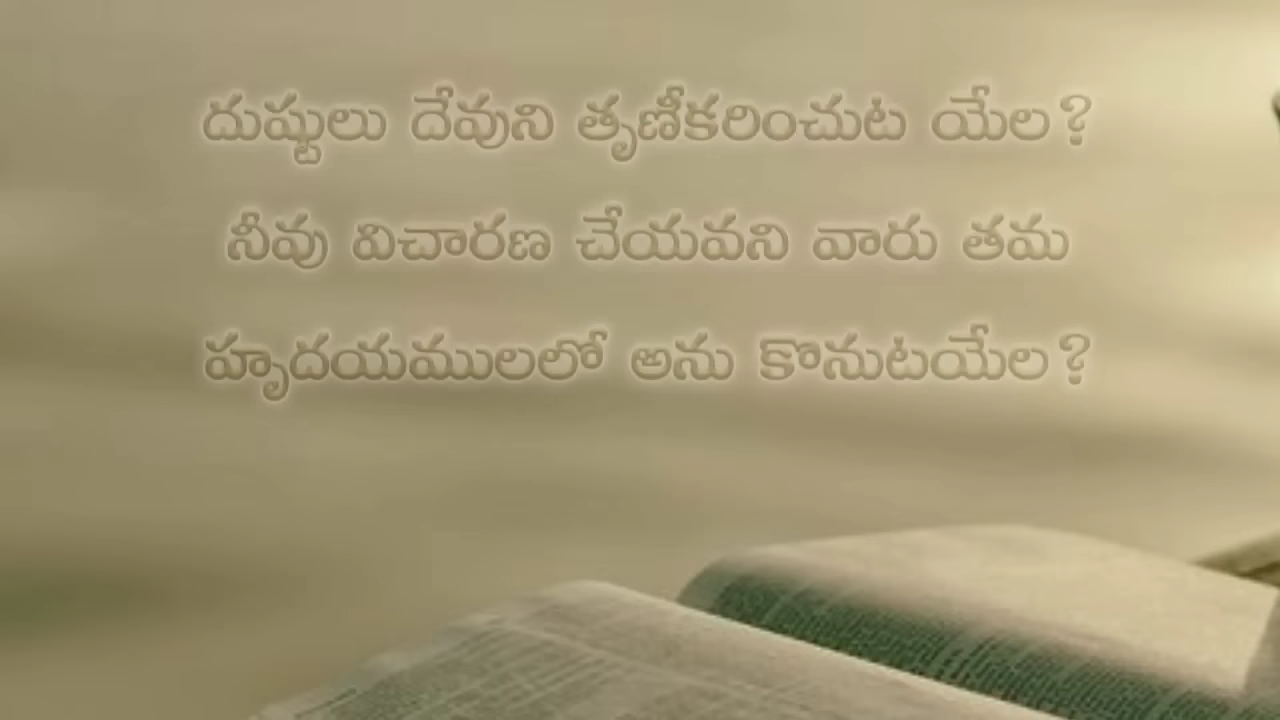 దుష్టులు దేవుని తృణీకరించుట యేల?
నీవు విచారణ చేయవని వారు తమ
హృదయములలో అను కొనుటయేల?